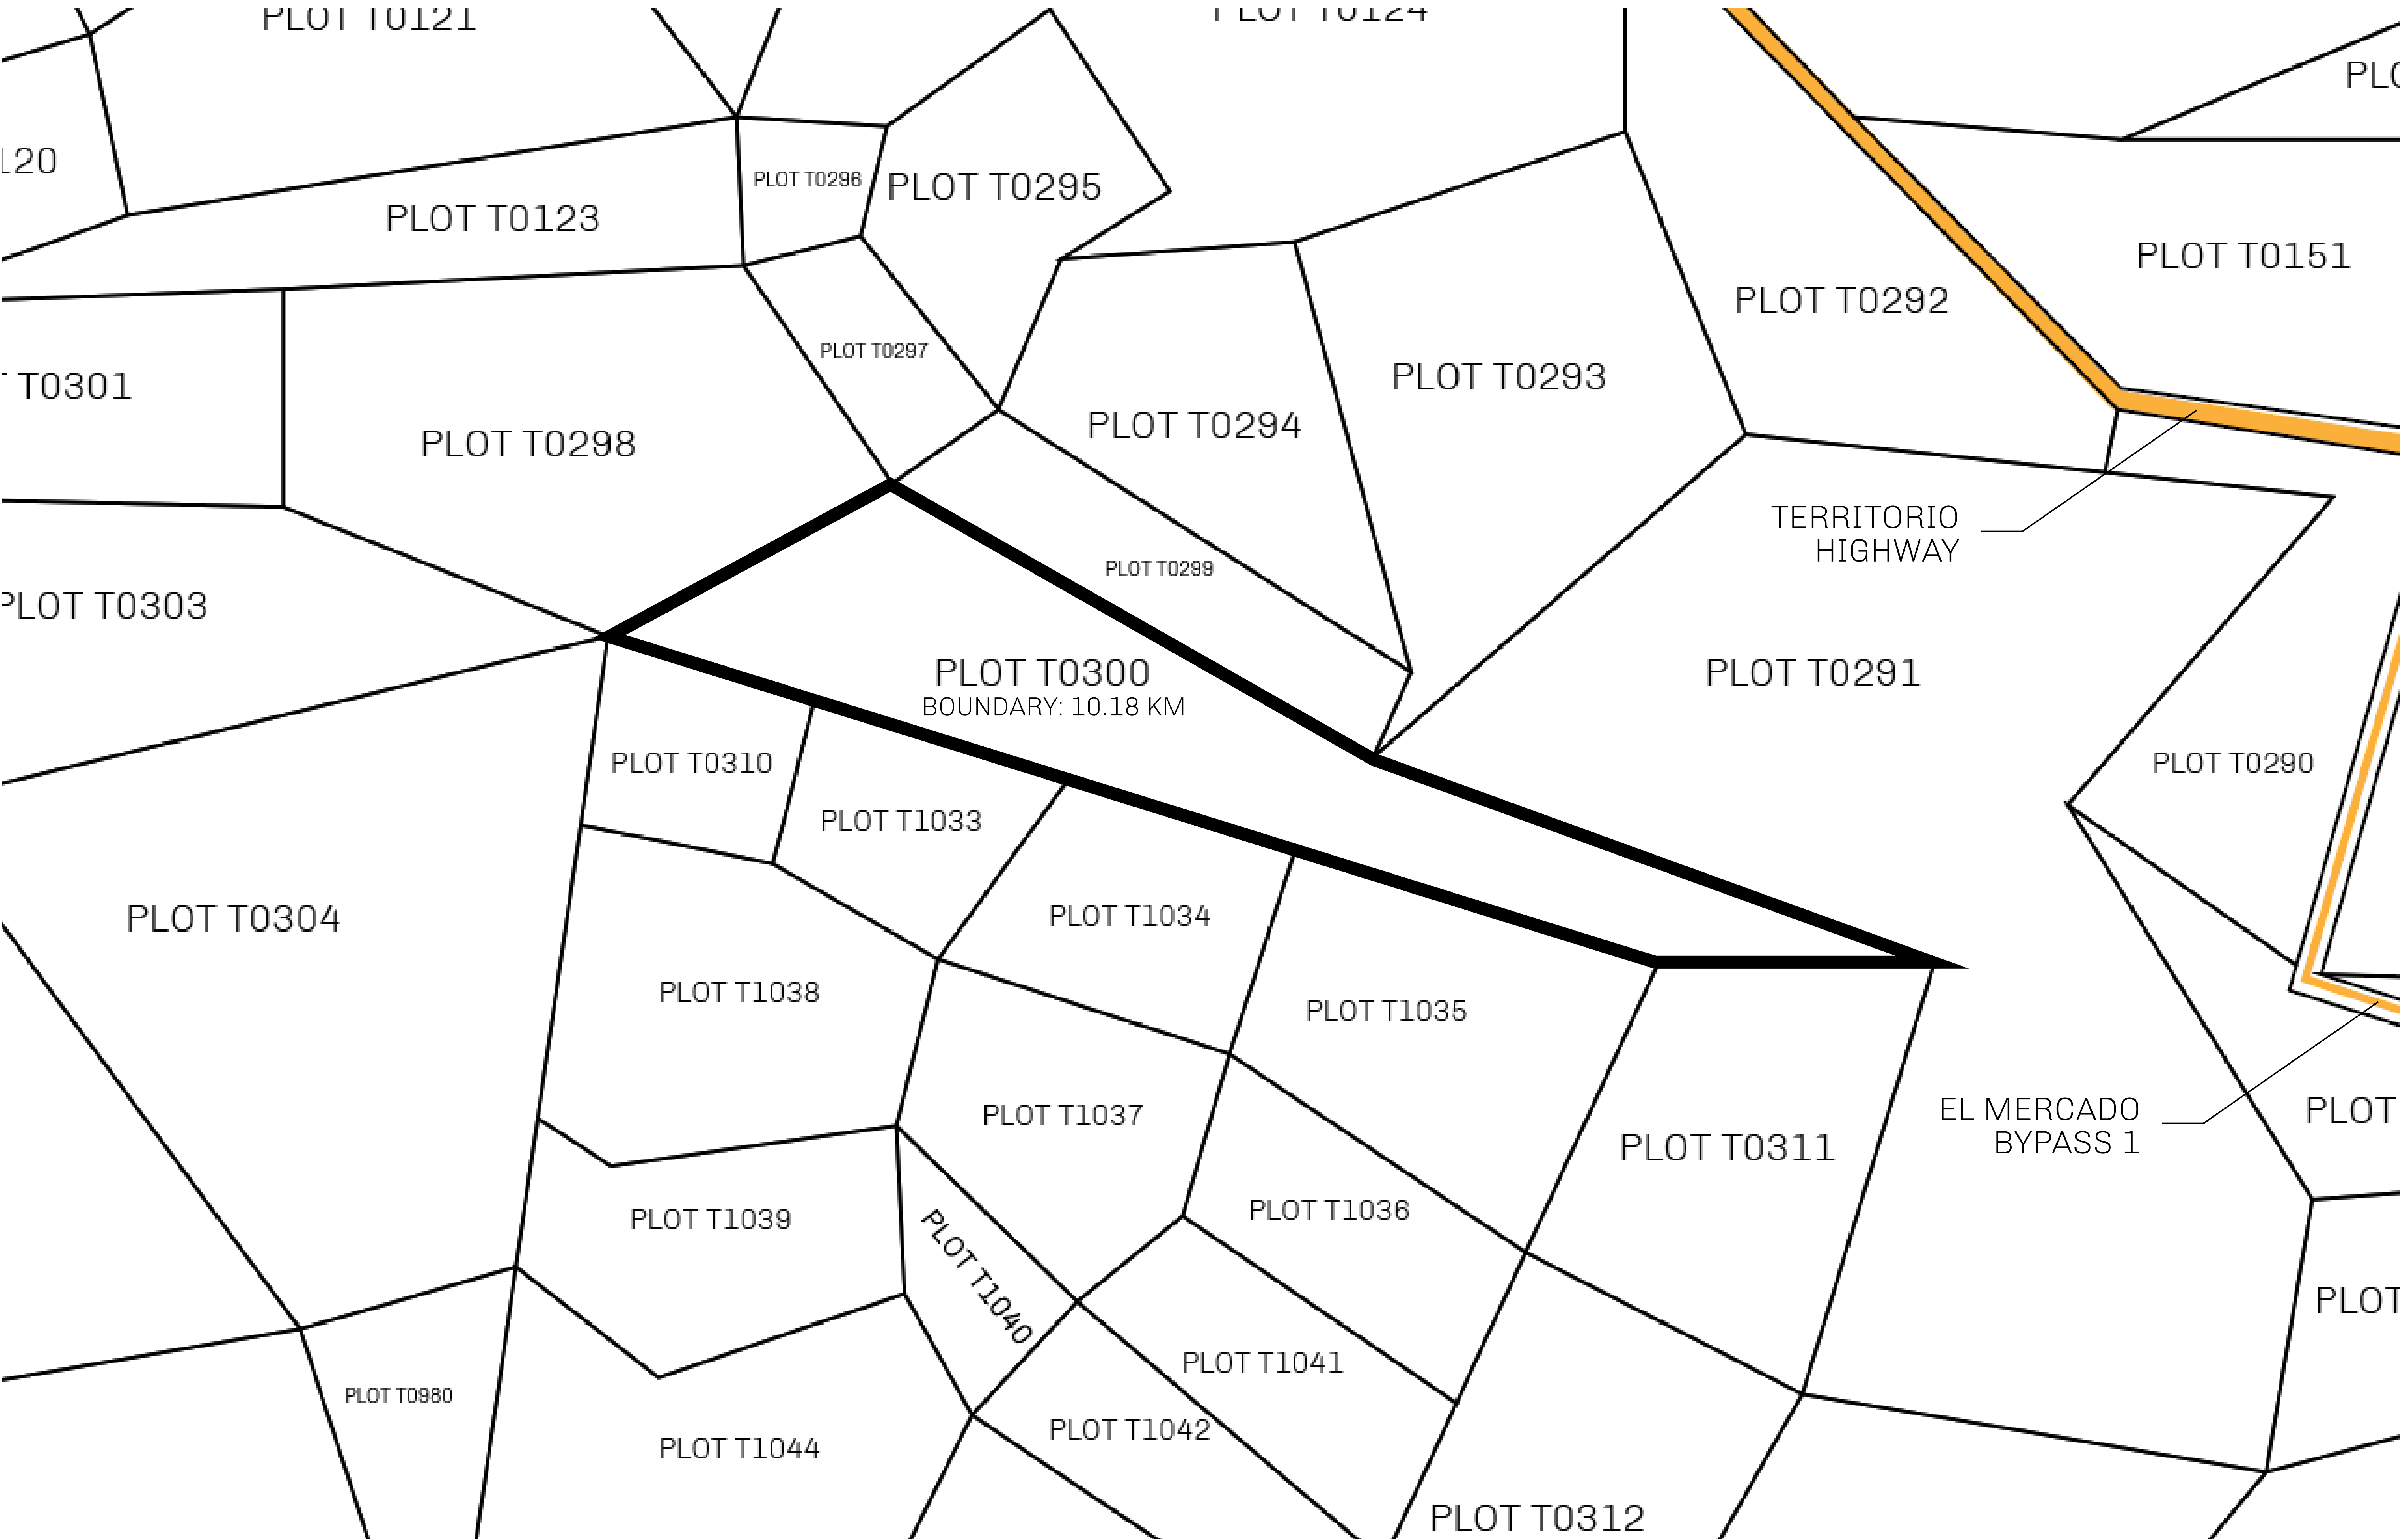 PLOT T0121
PLOT T0124
PLO
120
PLOT T0296
PLOT T0295
PLOT T0123
PLOT T0151
PLOT T0292
PLOT T0297
T0301
PLOT T0293
PLOT T0294
PLOT T0298
TERRITORIO
HIGHWAY
PLOT T0299
PLOT T0303
PLOT T0300
BOUNDARY: 10.18 KM
PLOT T0291
PLOT T0310
PLOT T0290
PLOT T1033
PLOT T0304
PLOT T1034
PLOT T1038
PLOT T1035
PLOT T1037
EL MERCADO
BYPASS 1
PLOT
PLOT T0311
PLOT T1039
PLOT T1036
PLOT T1040
PLOT
PLOT T1041
PLOT T0980
PLOT T1042
PLOT T1044
PLOT T0312